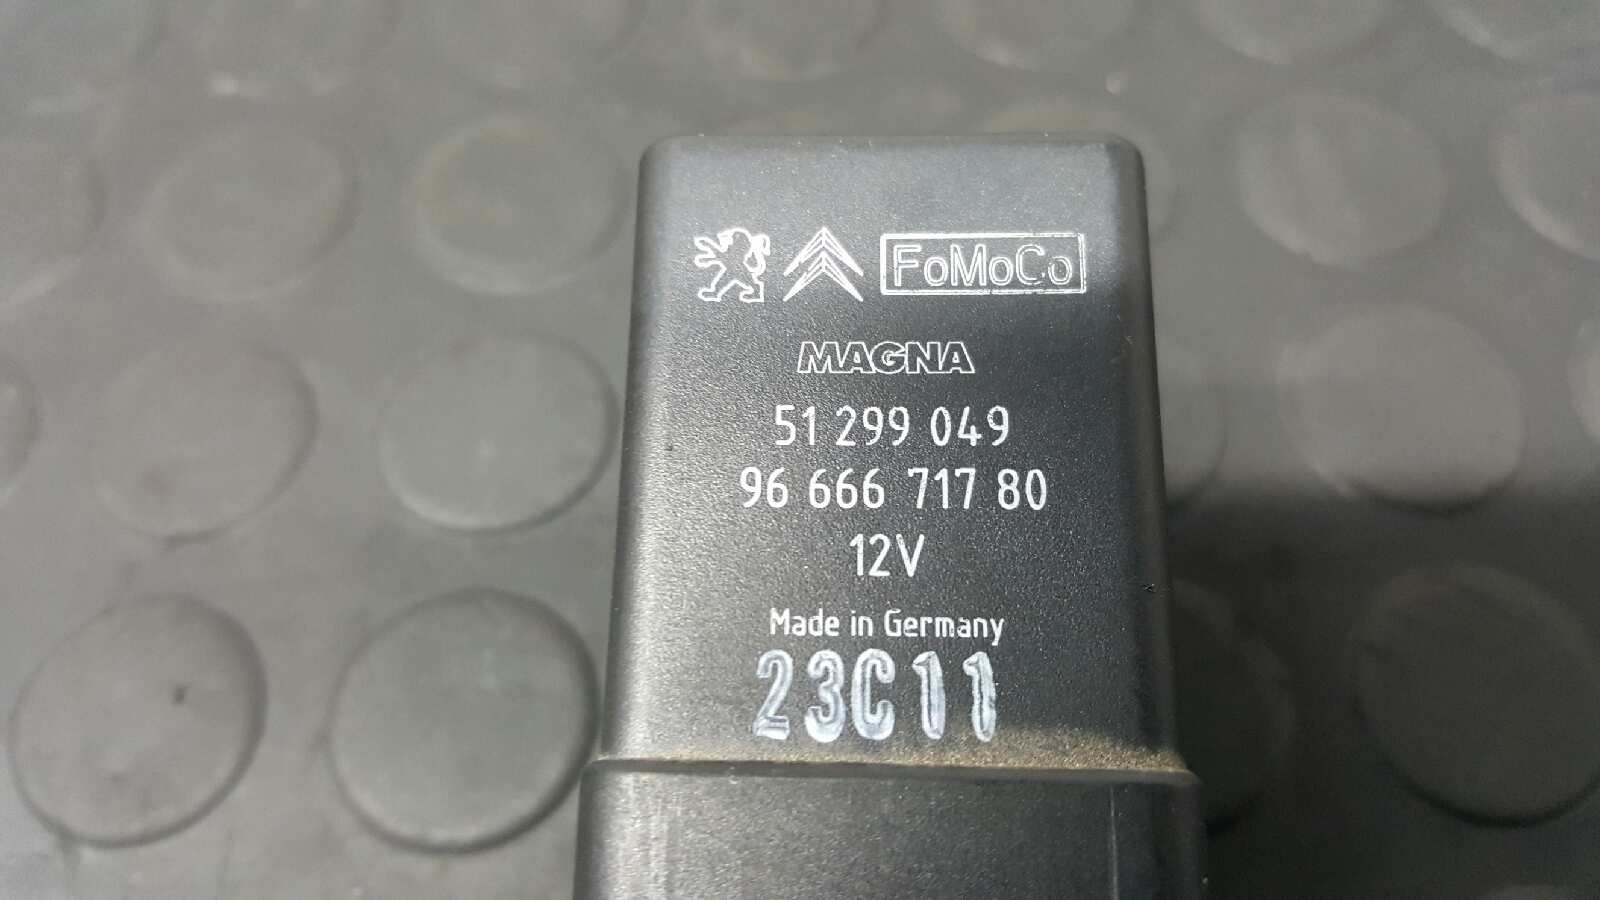 FoMoCo
MAGNA
51 299 049
96 666 717 80
12V
Made in Germany
23C11